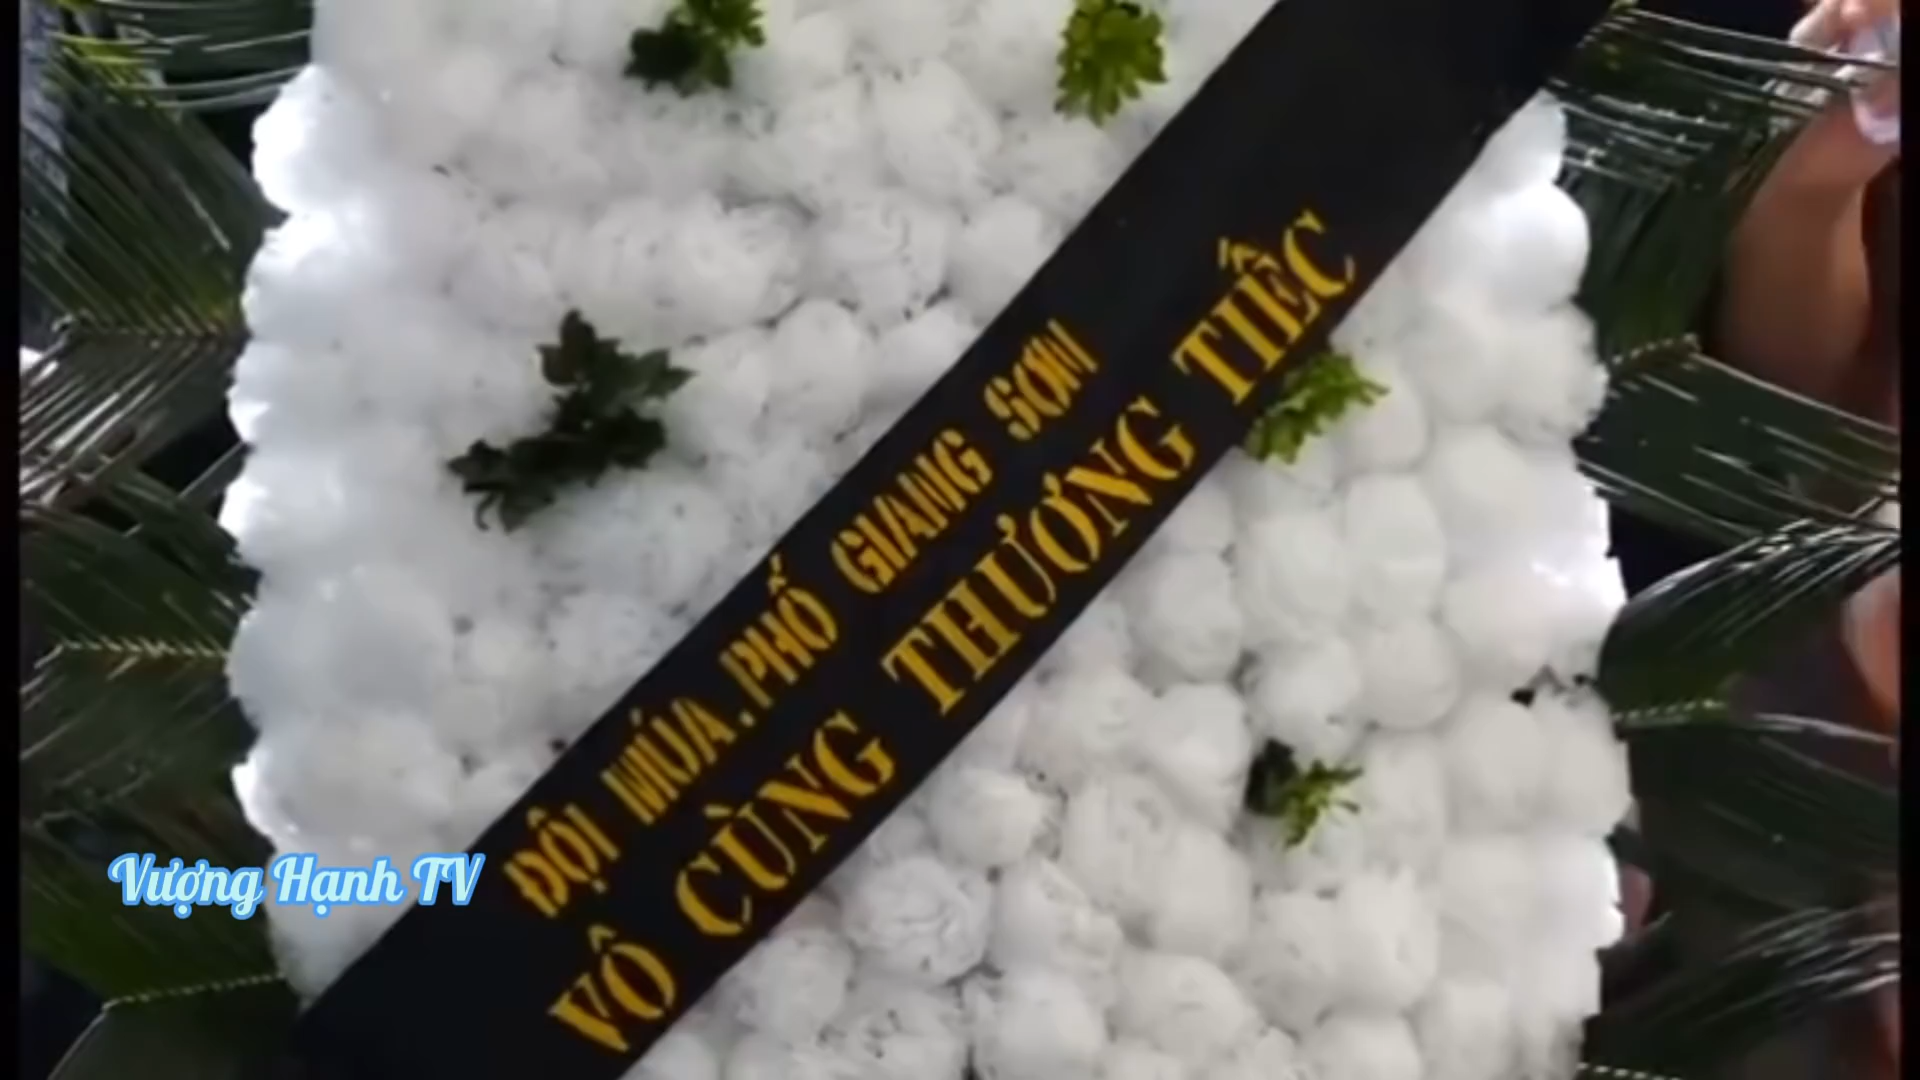 ĐỘI MÚA.PHỐ GIANG SƠN
VÔ CÙNG THƯƠNG TIẾC
Vượng Hạnh TV